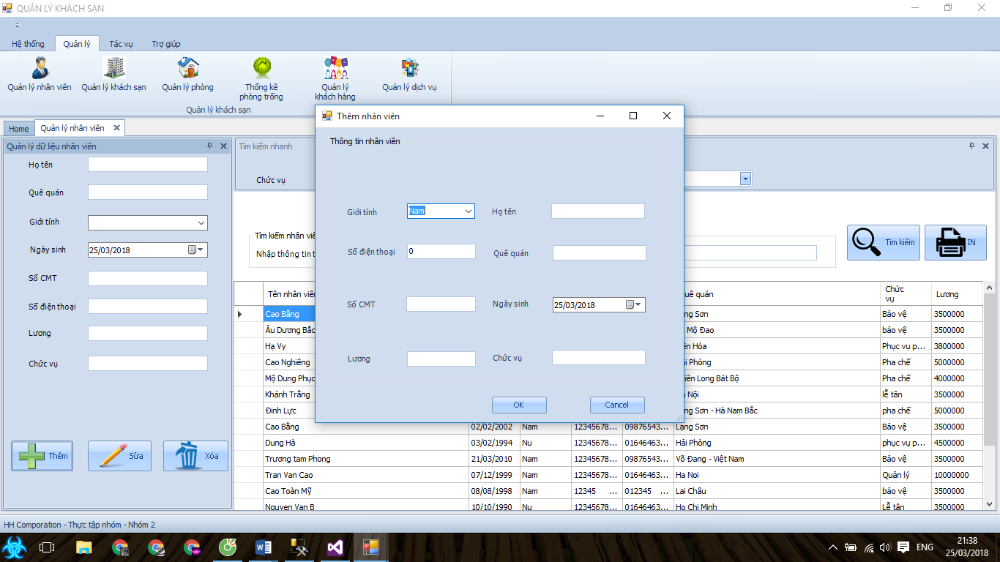 QUẢN LÝ KHÁCH SẠN
Hệ thống Quản lý Tác vụ Trợ giúp
Quản lý nhân viên Quản lý khách sạn Quản lý phòng Thống kê phòng trống Quản lý khách hàng Quản lý dịch vụ
Quản lý khách sạn
Home Quản lý nhân viên
Quản lý dữ liệu nhân viên
Họ tên
Quê quán
Giới tính
Ngày sinh 25/03/2018
Số CMT
Số điện thoại
Lương
Chức vụ
Thêm Sửa Xóa
Tìm kiếm nhanh
Chức vụ
Tìm kiếm nhân viê
Nhập thông tin t
Tìm kiếm IN
Thêm nhân viên
Thông tin nhân viên
Giới tính Nam Họ tên
Số điện thoại 0 Quê quán
Số CMT Ngày sinh 25/03/2018
Lương Chức vụ
OK Cancel
Tên nhân viên uê quán Chức vụ Lương
Cao Bằng ng Sơn Bảo vệ 3500000
Âu Dương Bắc Mộ Đao bảo vệ 3500000
Hạ Vy ên Hòa Phục vụ p... 3800000
Cao Nghiêng i Phòng Pha chế 5000000
Mộ Dung Phục iên Long Bát Bộ Pha chế 4000000
Khánh Trắng Nội lễ tân 3500000
Đinh Lực ng Sơn - Hà Nam Bắc pha chế 5000000
Cao Bằng 02/02/2002 Nam 12345678... 09876543... Lạng Sơn Bảo vệ 3500000
Dung Hà 03/02/1994 Nu 12345678... 01646463... Hải Phòng phục vụ p... 4500000
Trương tam Phong 21/03/2010 Nam 12345678... 09876543... Võ Đang - Việt Nam Bảo vệ 3500000
Tran Van Cao 07/12/1999 Nam 12345678... 01646463... Ha Noi Quản lý 10000000
Cao Toàn Mỹ 08/08/1998 Nam 12345 ... 012345 ... Lai Châu bảo vệ 3500000
Nguyen Van B 10/10/1990 Nu 12345678... 01646463... Ho Chi Minh Lễ tân 3500000
HH Comporation - Thực tập nhóm - Nhóm 2
ENG
21:38
25/03/2018